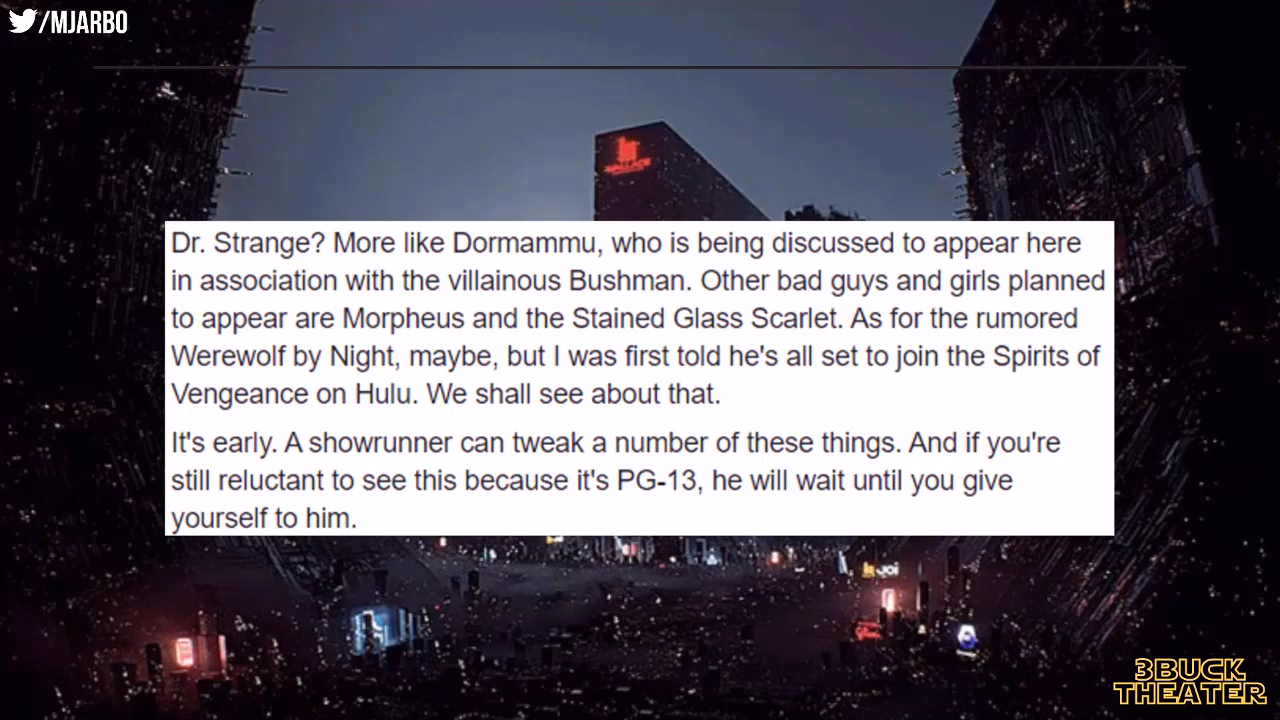 /MJARBO
Dr. Strange? More like Dormammu, who is being discussed to appear here
in association with the villainous Bushman. Other bad guys and girls planned
to appear are Morpheus and the Stained Glass Scarlet. As for the rumored
Werewolf by Night, maybe, but I was first told he's all set to join the Spirits of
Vengeance on Hulu. We shall see about that.
It's early. A showrunner can tweak a number of these things. And if you're
still reluctant to see this because it's PG-13, he will wait until you give
yourself to him.
WALLACE
JOI
3BUCK
THEATER